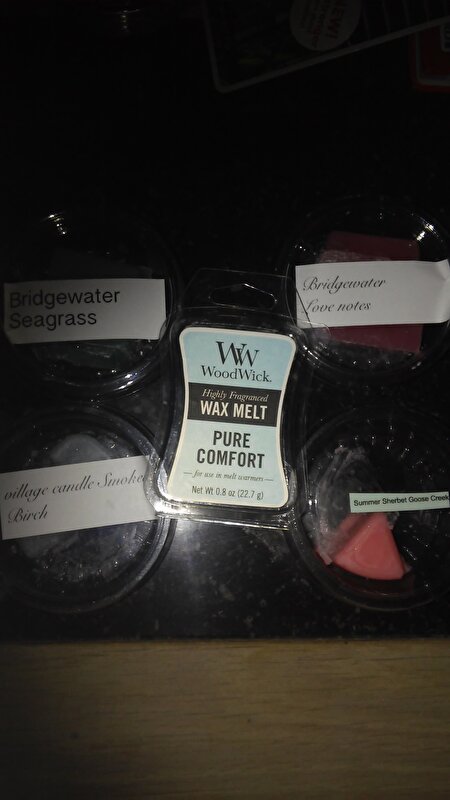 Bridgewater
Seagrass
Bridgewater
Love notes
WW
WOODWICK®
Highly Fragranced
WAX MELT
PURE
COMFORT
for use in melt warmers
Net Wt 0.8 oz (22.7 g)
village candle Smoke
Birch
Summer Sherbet Goose Creek